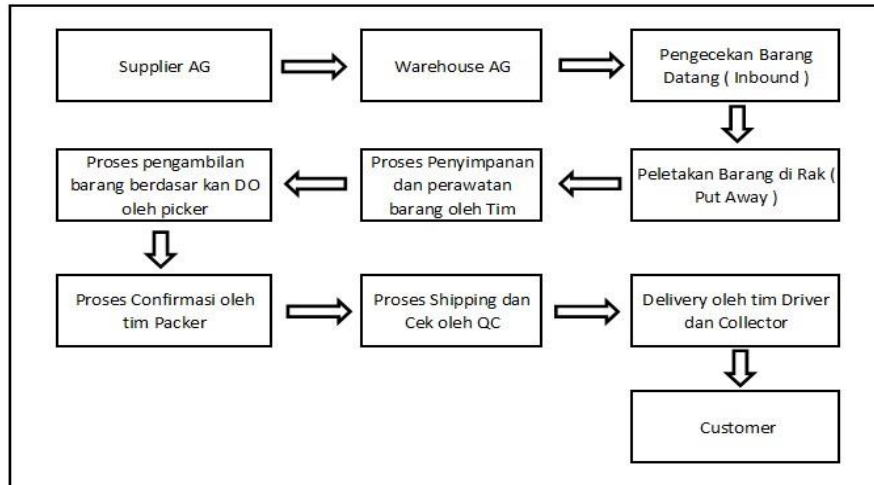 Supplier AG
Warehouse AG
Pengecekan Barang
Datang ( Inbound )
Proses pengambilan
barang berdasar kan DO
oleh picker
Proses Penyimpanan
dan perawatan
barang oleh Tim
Peletakan Barang di Rak (
Put Away )
Proses Confirmasi oleh
tim Packer
Proses Shipping dan
Cek oleh QC
Delivery oleh tim Driver
dan Collector
Customer